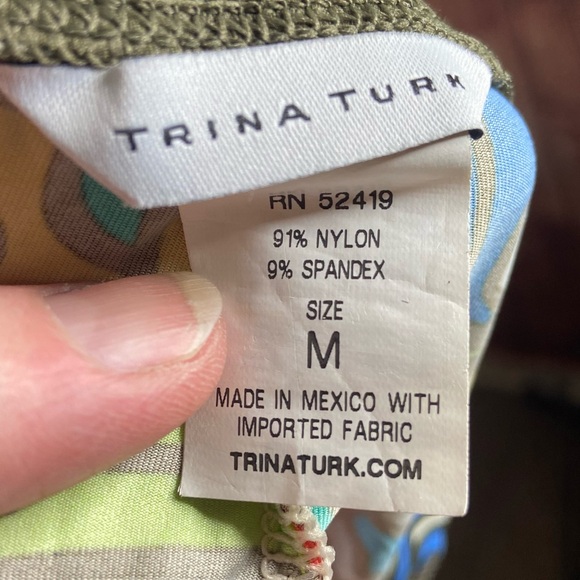 TRINA TURK
RN 52419
91% NYLON
9% SPANDEX
SIZE
M
MADE IN MEXICO WITH
IMPORTED FABRIC
TRINATURK.COM